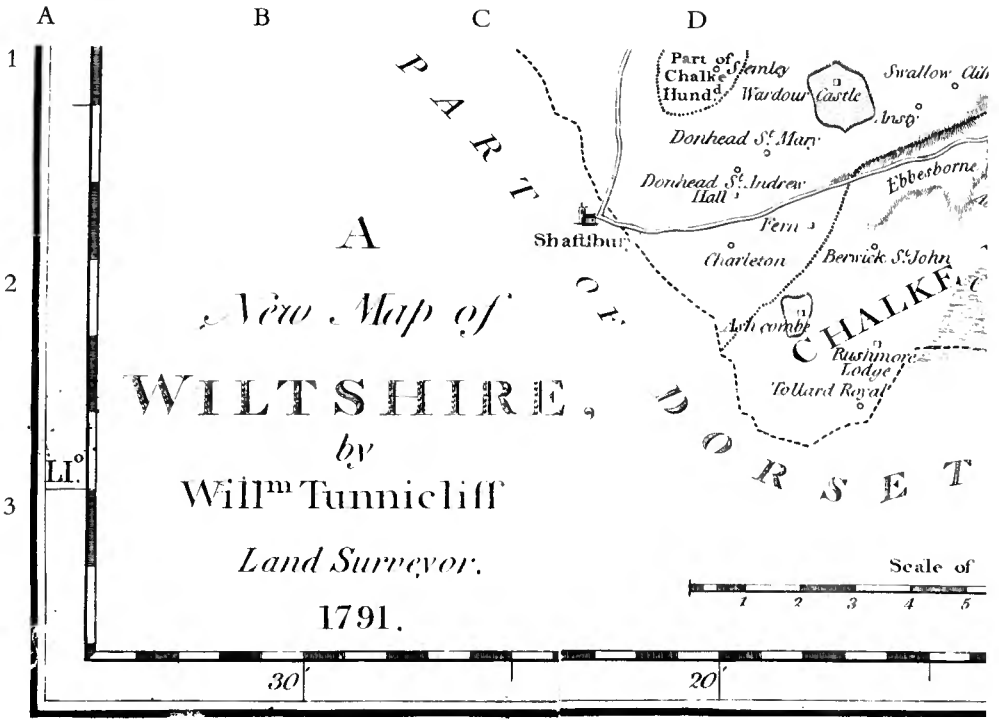 A B C D
1
2
3
PART OF DORSET
Part of
Chalke
Hund.d
Semley
Wardour Castle
Swallow Clif
Ansty
Donhead St. Mary
Donhead St. Andrew
Hall
Ebbesborne
Fern
Shaftsbury
Charleton
Berwick St. John
CHALKE
Ash combe
Rushmore
Lodge
Tollard Royal
A
New Map of
WILTSHIRE,
by
Willm Tunnicliff
Land Surveyor.
1791.
LI.°
Scale of
1 2 3 4 5
30′ 20′